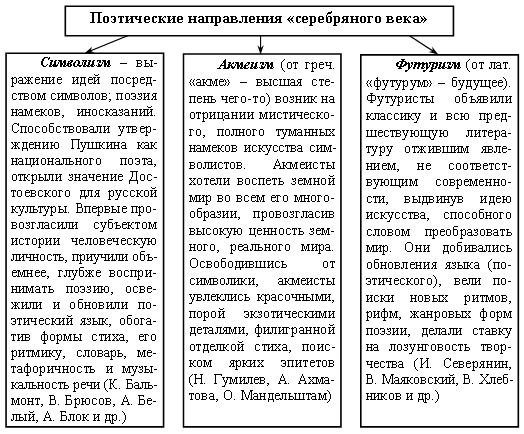 Поэтические направления «серебряного века»
Символизм – вы-
ражение идей посред-
ством символов; поэзия
намеков, иносказаний.
Способствовали утвер-
ждению Пушкина как
национального поэта,
открыли значение Дос-
тоевского для русской
культуры. Впервые про-
возгласили субъектом
истории человеческую
личность, приучили объ-
емнее, глубже воспри-
нимать поэзию, осве-
жили и обновили по-
этический язык, обога-
тив формы стиха, его
ритмику, словарь, ме-
тафоричность и музы-
кальность речи (К. Баль-
монт, В. Брюсов, А. Бе-
лый, А. Блок и др.)
Акмеизм (от греч.
«акме» – высшая сте-
пень чего-то) возник на
отрицании мистическо-
го, полного туманных
намеков искусства сим-
волистов. Акмеисты
хотели воспеть земной
мир во всем его много-
образии, провозгласив
высокую ценность зем-
ного, реального мира.
Освободившись от
символики, акмеисты
увлеклись красочными,
порой экзотическими
деталями, филигранной
отделкой стиха, поис-
ком ярких эпитетов
(Н. Гумилев, А. Ахма-
това, О. Мандельштам)
Футуризм (от лат.
«футурум» – будущее).
Футуристы объявили
классику и всю пред-
шествующую литера-
туру отжившим явле-
нием, не соответст-
вующим современно-
сти, выдвинув идею
искусства, способного
словом преобразовать
мир. Они добивались
обновления языка (по-
этического), вели по-
иски новых ритмов,
рифм, жанровых форм
поэзии, делали ставку
на лозунговость твор-
чества (И. Северянин,
В. Маяковский, В. Хлеб-
ников и др.)